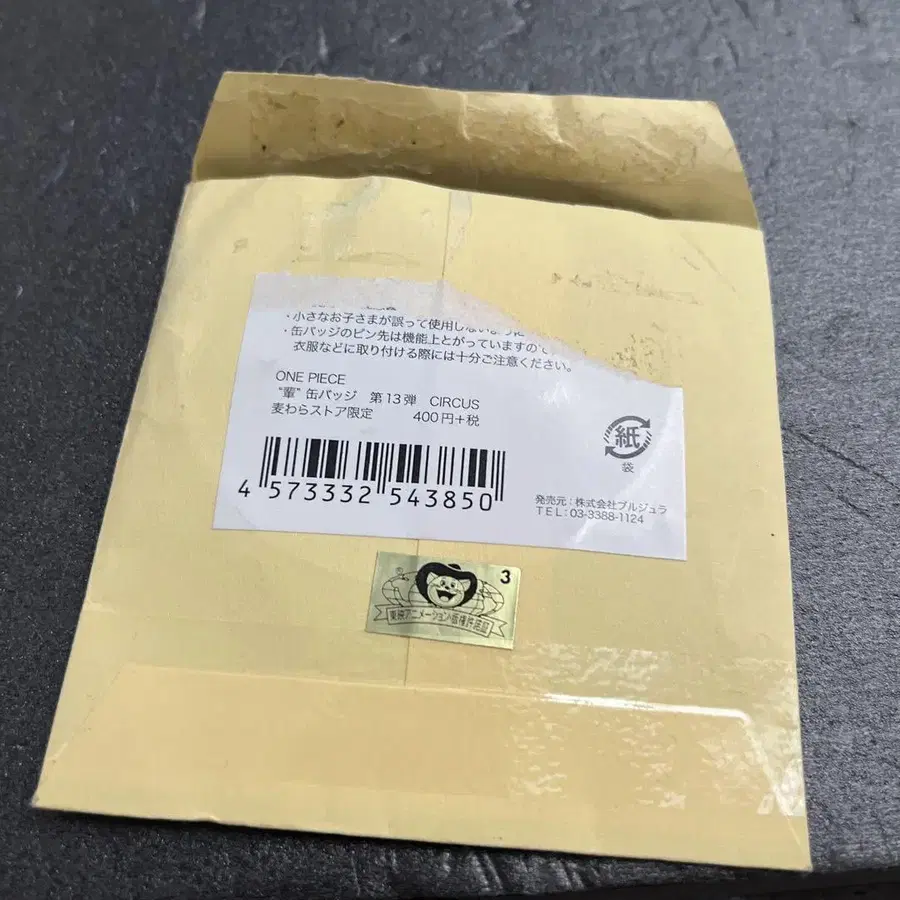 ・小さなお子さまが誤って使用しないように
・缶バッジのピン先は機能上とがっていますので
衣服などに取り付ける際には十分ご注意ください。
ONE PIECE
“輩” 缶バッジ 第13弾 CIRCUS
麦わらストア限定 400円+税
4 573332 543850
紙
袋
発売元:株式会社ブルジュラ
TEL:03-3388-1124
3
®
東映アニメーション版権許諾証